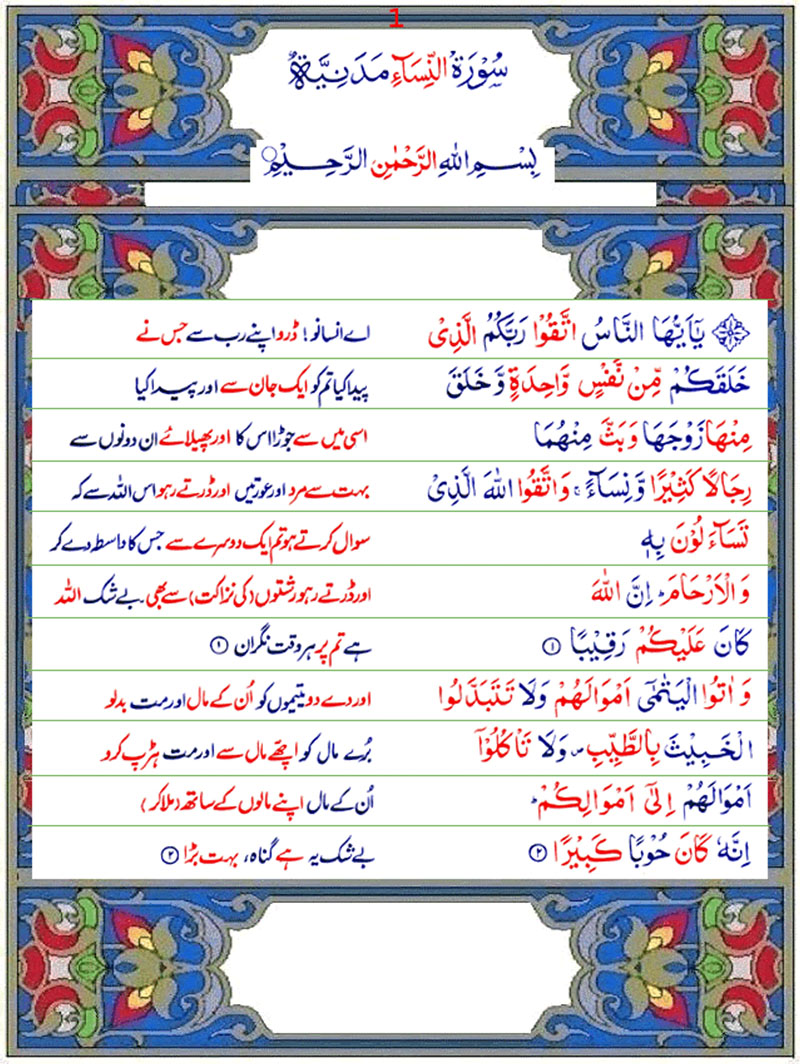 1
سُوْرَةُ النِّسَآءِ مَدَنِيَّةٌ
بِسْمِ اللّٰهِ الرَّحْمٰنِ الرَّحِيْمِ
يٰٓاَيُّهَا النَّاسُ اتَّقُوْا رَبَّكُمُ الَّذِىْ اے انسانو! ڈرو اپنے رب سے جس نے
خَلَقَكُمْ مِّنْ نَّفْسٍ وَّاحِدَةٍ وَّخَلَقَ پیدا کیا تم کو ایک جان سے اور پیدا کیا
مِنْهَا زَوْجَهَا وَبَثَّ مِنْهُمَا اسی میں سے جوڑا اس کا اور پھیلائے ان دونوں سے
رِجَالًا كَثِيْرًا وَّنِسَآءً ۚ وَاتَّقُوا اللّٰهَ الَّذِىْ بہت سے مرد اور عورتیں اور ڈرتے رہو اس اللہ سے کہ
تَسَآءَلُوْنَ بِهٖ سوال کرتے ہو تم ایک دوسرے سے جس کا واسطہ دے کر
وَالْاَرْحَامَ ؕ اِنَّ اللّٰهَ اور ڈرتے رہو رشتوں (کی نزاکت) سے بھی۔ بے شک اللہ
كَانَ عَلَيْكُمْ رَقِيْبًا ۝۱ ہے تم پر ہر وقت نگران ۝۱
وَاٰتُوا الْيَتٰمٰٓى اَمْوَالَهُمْ وَلَا تَتَبَدَّلُوا اور دے دو یتیموں کو اُن کے مال اور مت بدلو
الْخَبِيْثَ بِالطَّيِّبِ ۪ وَلَا تَاْكُلُوْٓا بُرے مال کو اچھے مال سے اور مت ہڑپ کرو
اَمْوَالَهُمْ اِلٰٓى اَمْوَالِكُمْ ؕ اُن کے مال اپنے مالوں کے ساتھ (ملا کر)
اِنَّهٗ كَانَ حُوْبًا كَبِيْرًا ۝۲ بے شک یہ ہے گناہ، بہت بڑا ۝۲